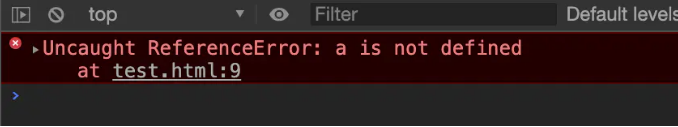 top Filter Default levels
Uncaught ReferenceError: a is not defined
at test.html:9